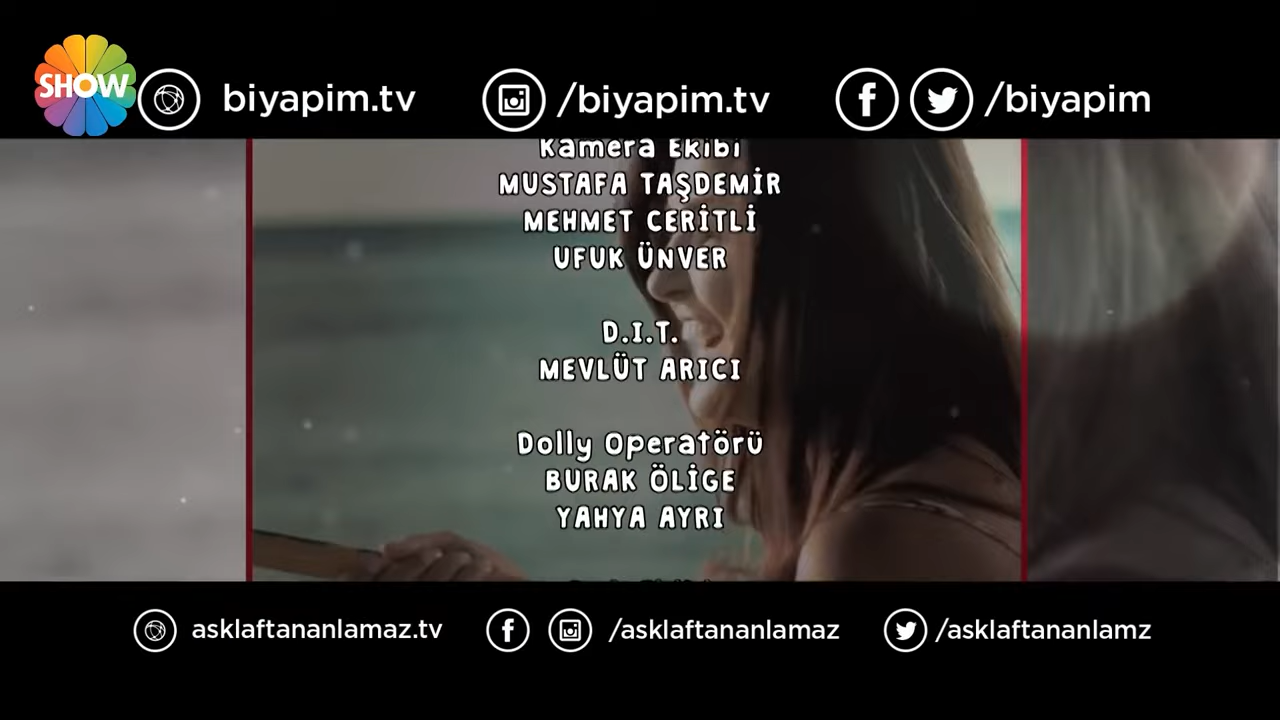 SHOW
biyapim.tv
/biyapim.tv
/biyapim
Kamera Ekibi
MUSTAFA TAŞDEMİR
MEHMET CERİTLİ
UFUK ÜNVER
D.I.T.
MEVLÜT ARICI
Dolly Operatörü
BURAK ÖLİGE
YAHYA AYRI
asklaftananlamaz.tv
/asklaftananlamaz
/asklaftananlamz